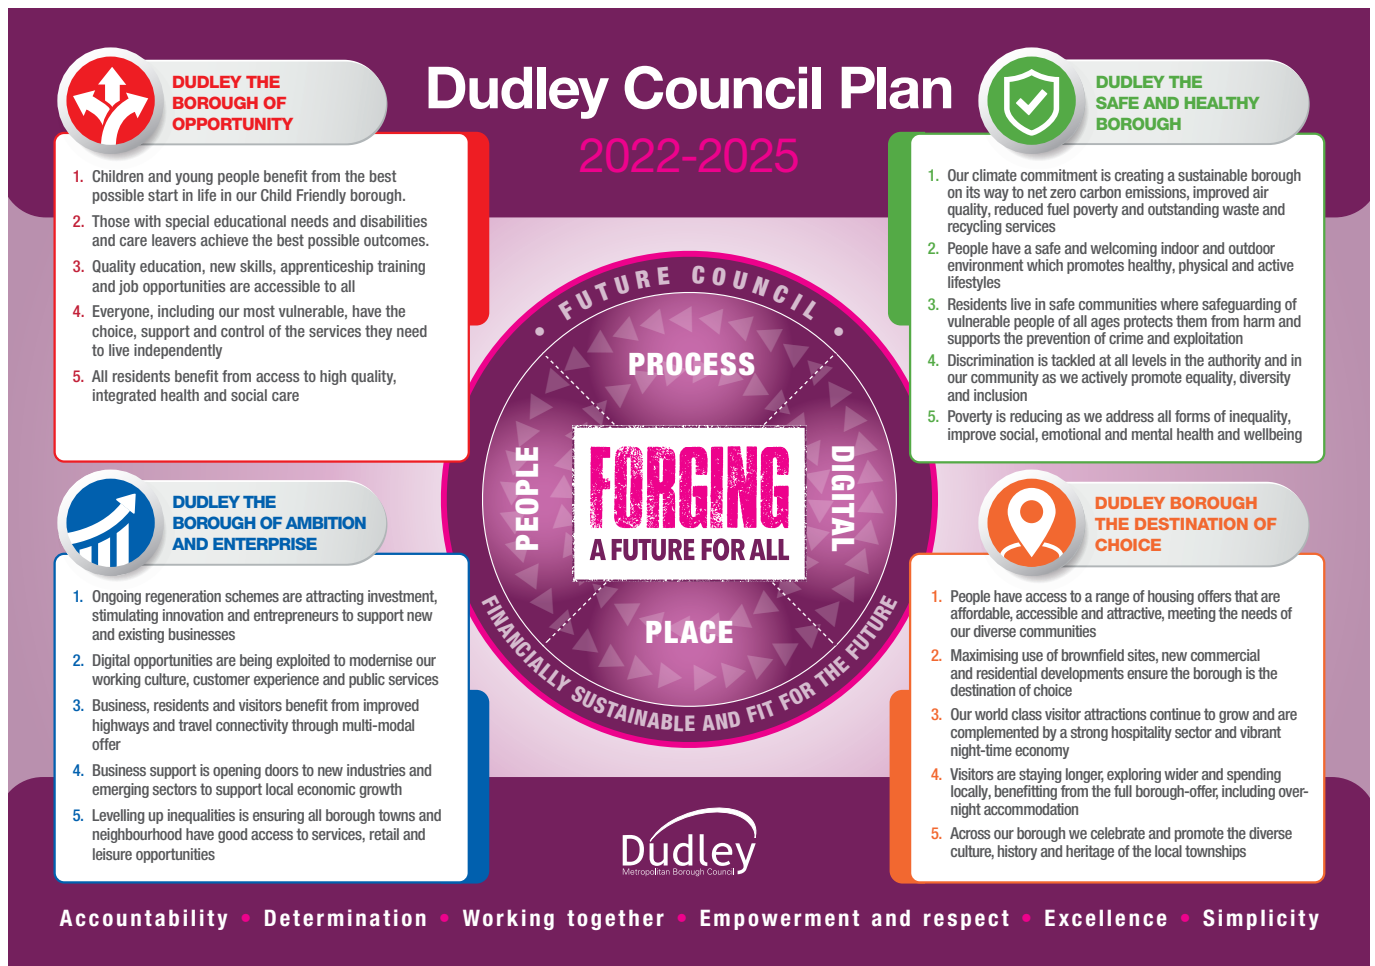 Dudley Council Plan
2022-2025
DUDLEY THE
BOROUGH OF
OPPORTUNITY
1. Children and young people benefit from the best
possible start in life in our Child Friendly borough.
2. Those with special educational needs and disabilities
and care leavers achieve the best possible outcomes.
3. Quality education, new skills, apprenticeship training
and job opportunities are accessible to all
4. Everyone, including our most vulnerable, have the
choice, support and control of the services they need
to live independently
5. All residents benefit from access to high quality,
integrated health and social care
DUDLEY THE
SAFE AND HEALTHY
BOROUGH
1. Our climate commitment is creating a sustainable borough
on its way to net zero carbon emissions, improved air
quality, reduced fuel poverty and outstanding waste and
recycling services
2. People have a safe and welcoming indoor and outdoor
environment which promotes healthy, physical and active
lifestyles
3. Residents live in safe communities where safeguarding of
vulnerable people of all ages protects them from harm and
supports the prevention of crime and exploitation
4. Discrimination is tackled at all levels in the authority and in
our community as we actively promote equality, diversity
and inclusion
5. Poverty is reducing as we address all forms of inequality,
improve social, emotional and mental health and wellbeing
• FUTURE COUNCIL •
PROCESS
PEOPLE
FORGING
A FUTURE FOR ALL
DIGITAL
PLACE
FINANCIALLY SUSTAINABLE AND FIT FOR THE FUTURE
DUDLEY THE
BOROUGH OF AMBITION
AND ENTERPRISE
1. Ongoing regeneration schemes are attracting investment,
stimulating innovation and entrepreneurs to support new
and existing businesses
2. Digital opportunities are being exploited to modernise our
working culture, customer experience and public services
3. Business, residents and visitors benefit from improved
highways and travel connectivity through multi-modal
offer
4. Business support is opening doors to new industries and
emerging sectors to support local economic growth
5. Levelling up inequalities is ensuring all borough towns and
neighbourhood have good access to services, retail and
leisure opportunities
DUDLEY BOROUGH
THE DESTINATION OF
CHOICE
1. People have access to a range of housing offers that are
affordable, accessible and attractive, meeting the needs of
our diverse communities
2. Maximising use of brownfield sites, new commercial
and residential developments ensure the borough is the
destination of choice
3. Our world class visitor attractions continue to grow and are
complemented by a strong hospitality sector and vibrant
night-time economy
4. Visitors are staying longer, exploring wider and spending
locally, benefitting from the full borough-offer, including over-
night accommodation
5. Across our borough we celebrate and promote the diverse
culture, history and heritage of the local townships
Dudley
Metropolitan Borough Council
Accountability • Determination • Working together • Empowerment and respect • Excellence • Simplicity